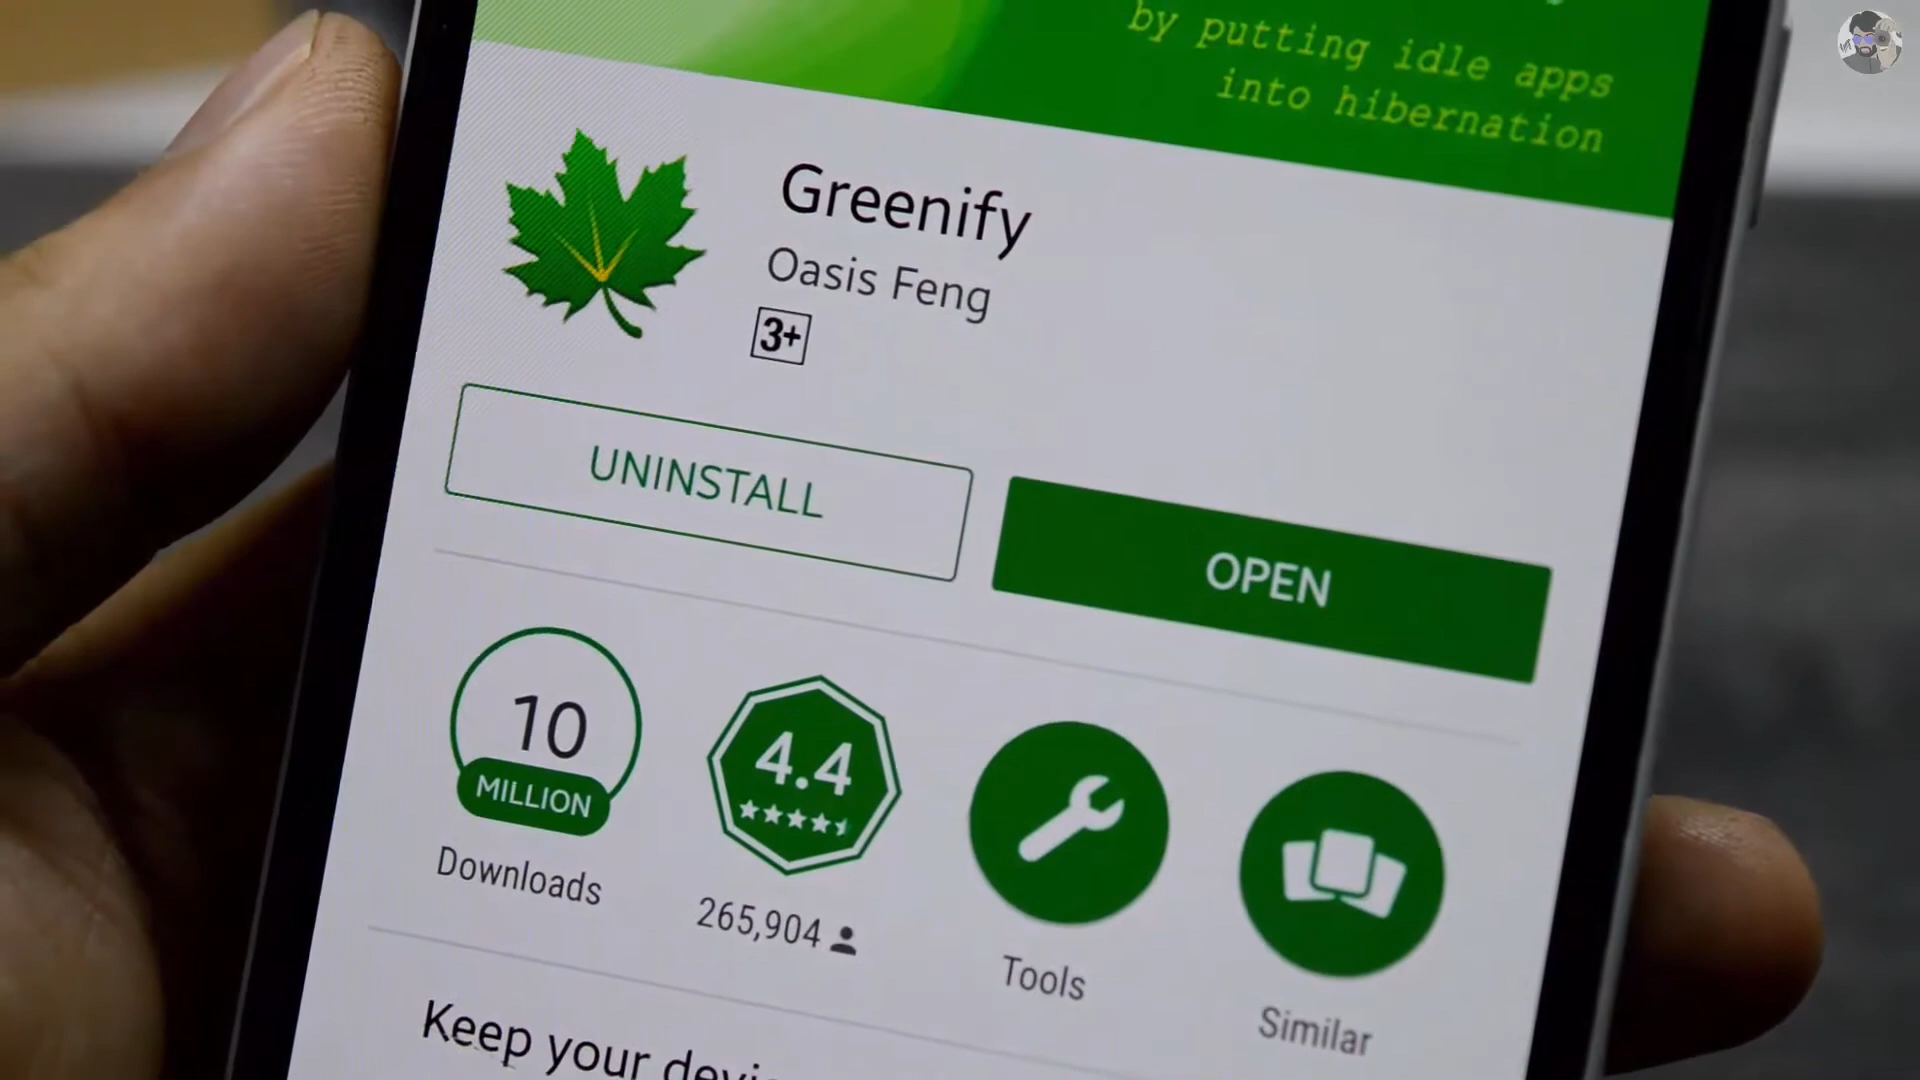 by putting idle apps
into hibernation
Greenify
Oasis Feng
3+
UNINSTALL
OPEN
10
MILLION
Downloads
4.4
265,904
Tools
Similar
Keep your